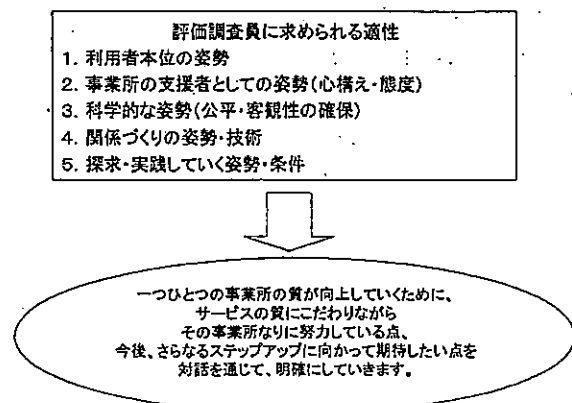 評価調査員に求められる適性
1. 利用者本位の姿勢
2. 事業所の支援者としての姿勢(心構え・態度)
3. 科学的な姿勢(公平・客観性の確保)
4. 関係づくりの姿勢・技術
5. 探求・実践していく姿勢・条件
一つひとつの事業所の質が向上していくために、
サービスの質にこだわりながら
その事業所なりに努力している点、
今後、さらなるステップアップに向かって期待したい点を
対話を通じて、明確にしていきます。